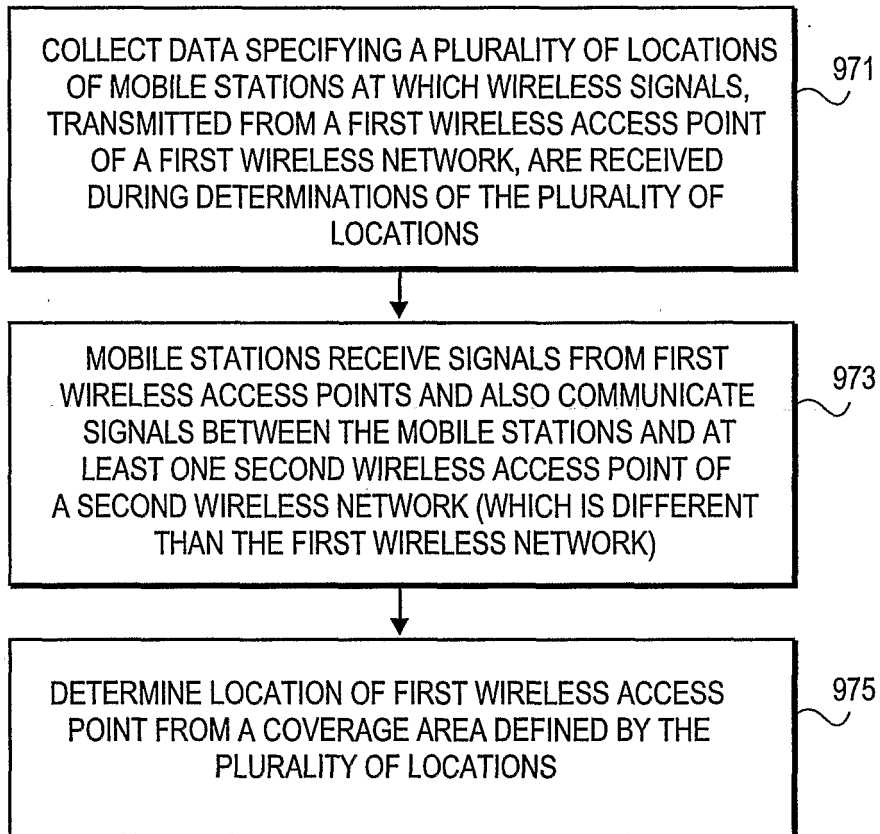 COLLECT DATA SPECIFYING A PLURALITY OF LOCATIONS
OF MOBILE STATIONS AT WHICH WIRELESS SIGNALS,
TRANSMITTED FROM A FIRST WIRELESS ACCESS POINT
OF A FIRST WIRELESS NETWORK, ARE RECEIVED
DURING DETERMINATIONS OF THE PLURALITY OF
LOCATIONS
971
MOBILE STATIONS RECEIVE SIGNALS FROM FIRST
WIRELESS ACCESS POINTS AND ALSO COMMUNICATE
SIGNALS BETWEEN THE MOBILE STATIONS AND AT
LEAST ONE SECOND WIRELESS ACCESS POINT OF
A SECOND WIRELESS NETWORK (WHICH IS DIFFERENT
THAN THE FIRST WIRELESS NETWORK)
973
DETERMINE LOCATION OF FIRST WIRELESS ACCESS
POINT FROM A COVERAGE AREA DEFINED BY THE
PLURALITY OF LOCATIONS
975